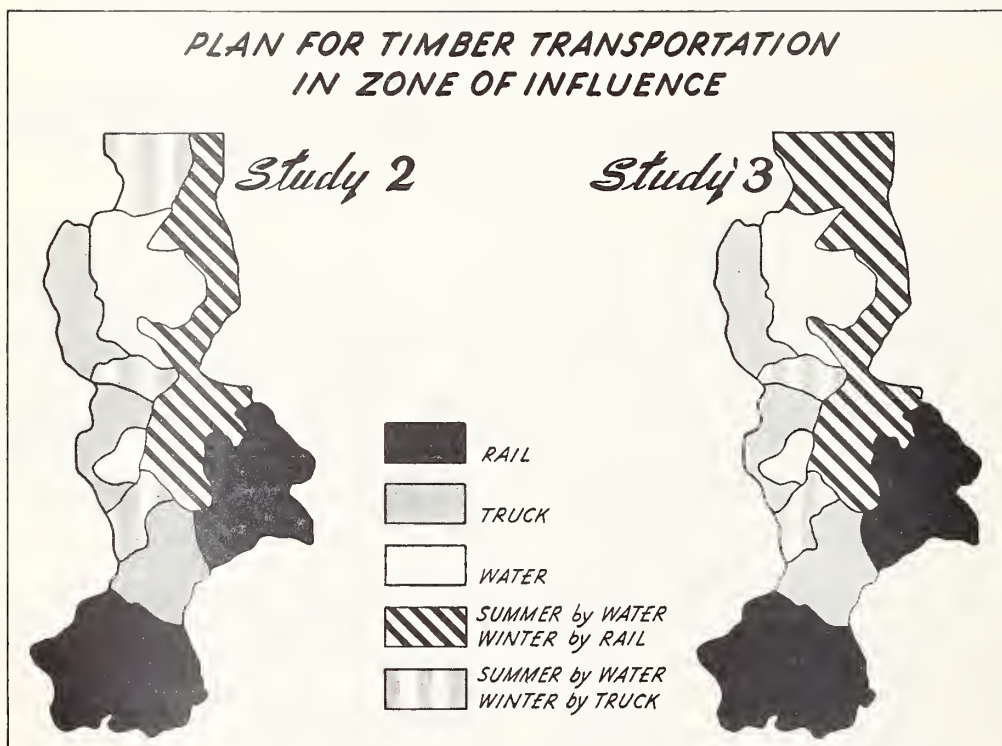 PLAN FOR TIMBER TRANSPORTATION
IN ZONE OF INFLUENCE
Study 2
Study 3
RAIL
TRUCK
WATER
SUMMER by WATER
WINTER by RAIL
SUMMER by WATER
WINTER by TRUCK